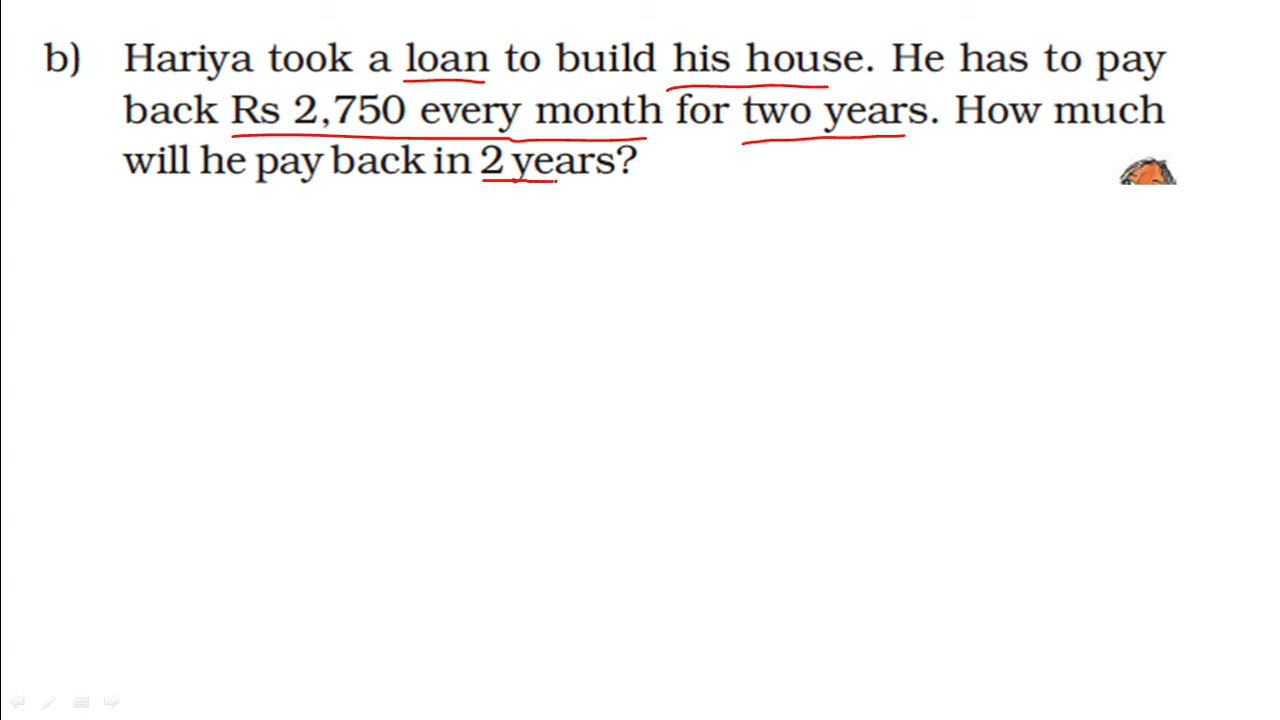 b) Hariya took a loan to build his house. He has to pay
back Rs 2,750 every month for two years. How much
will he pay back in 2 years?